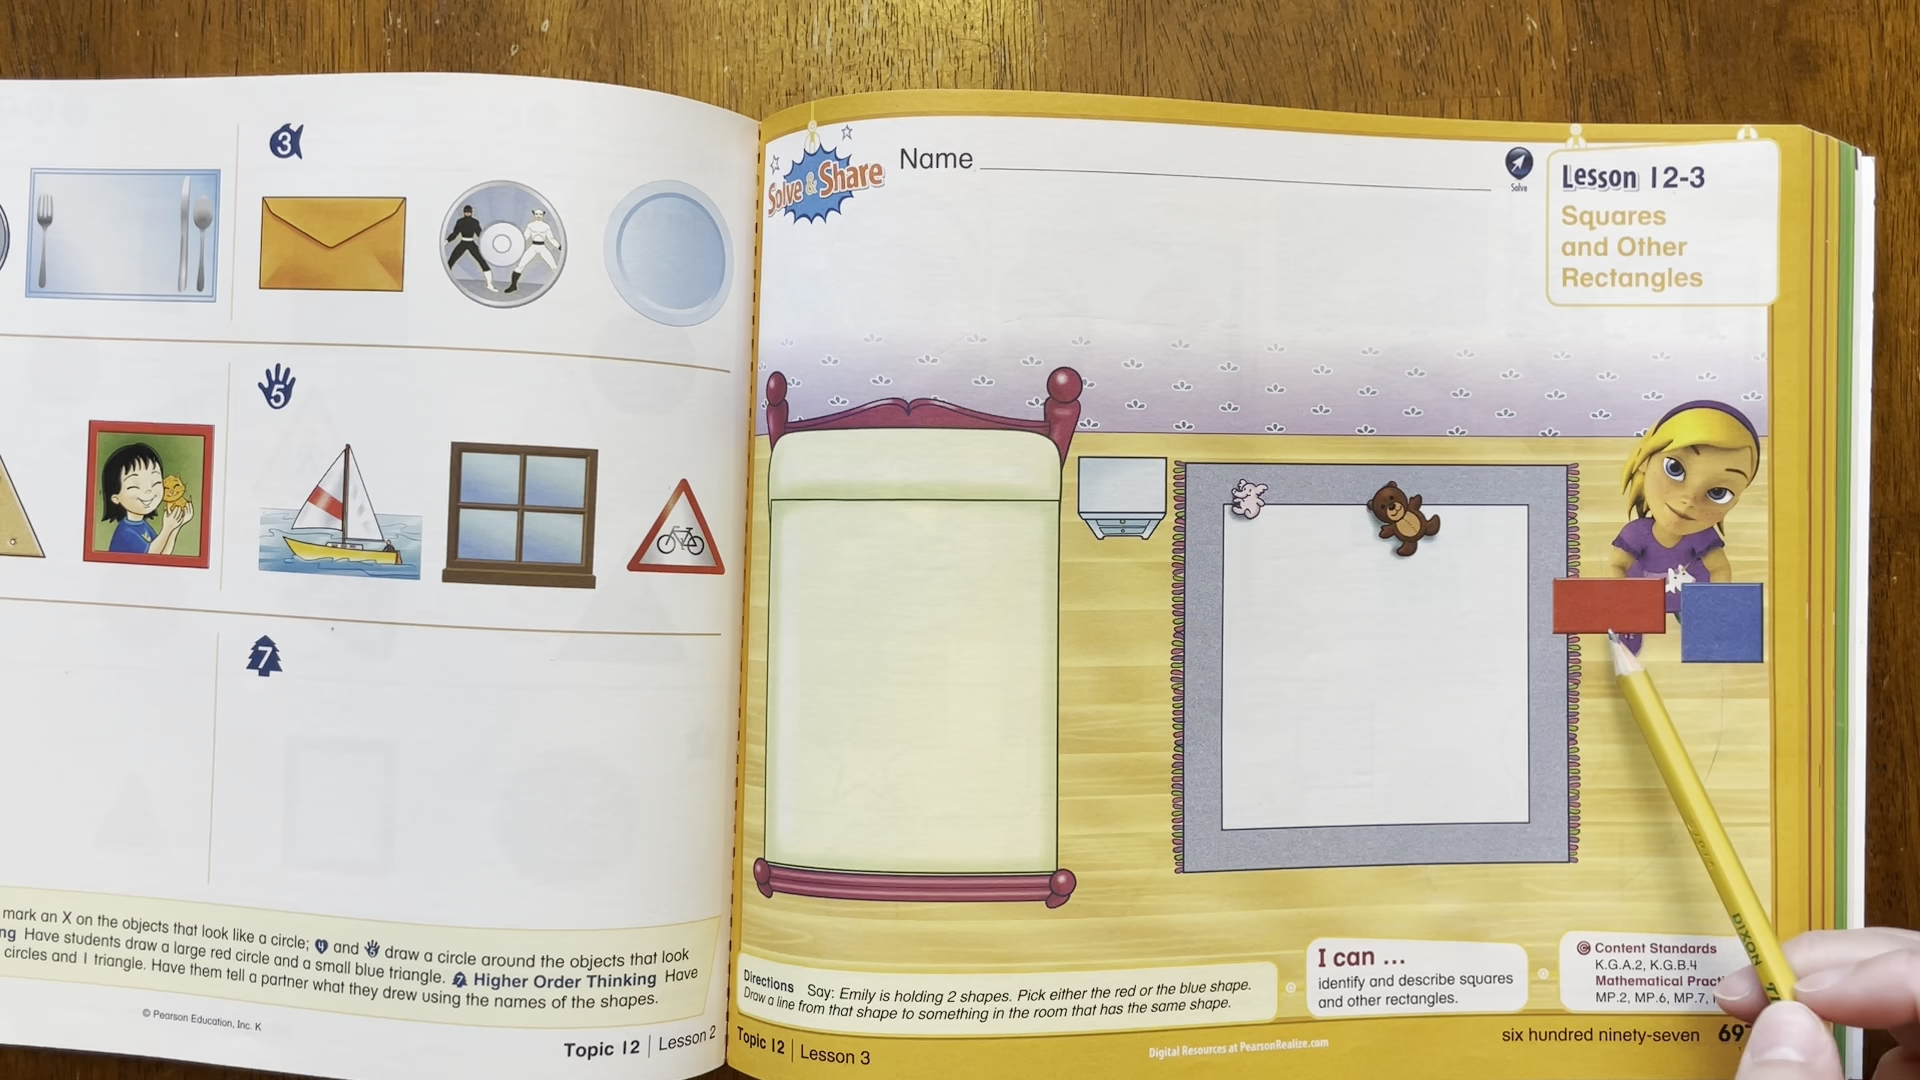 3
5
7
mark an X on the objects that look like a circle; 4 and 5 draw a circle around the objects that look
Have students draw a large red circle and a small blue triangle. 7 Higher Order Thinking Have
circles and 1 triangle. Have them tell a partner what they drew using the names of the shapes.
© Pearson Education, Inc. K
Topic 12 | Lesson 2
Solve & Share
Name
Solve
Lesson 12-3
Squares
and Other
Rectangles
Directions Say: Emily is holding 2 shapes. Pick either the red or the blue shape.
Draw a line from that shape to something in the room that has the same shape.
I can ...
identify and describe squares
and other rectangles.
Content Standards
K.G.A.2, K.G.B.4
Mathematical
MP.2, MP.6, MP.7,
Topic 12 | Lesson 3
Digital Resources at PearsonRealize.com
six hundred ninety-seven
DIXON